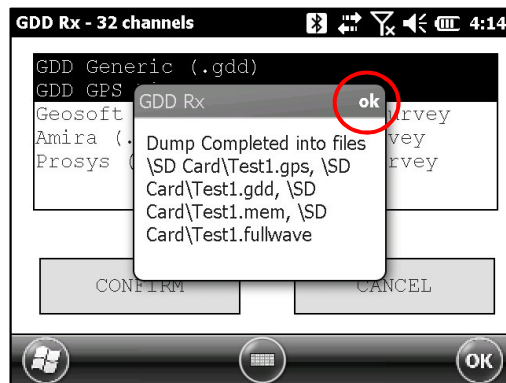 GDD Rx - 32 channels 4:14
GDD Generic (.gdd)
GDD GPS
Geosoft urvey
Amira (. vey
Prosys ( rvey
GDD Rx ok
Dump Completed into files
\SD Card\Test1.gps, \SD
Card\Test1.gdd, \SD
Card\Test1.mem, \SD
Card\Test1.fullwave
CONFIRM CANCEL
OK